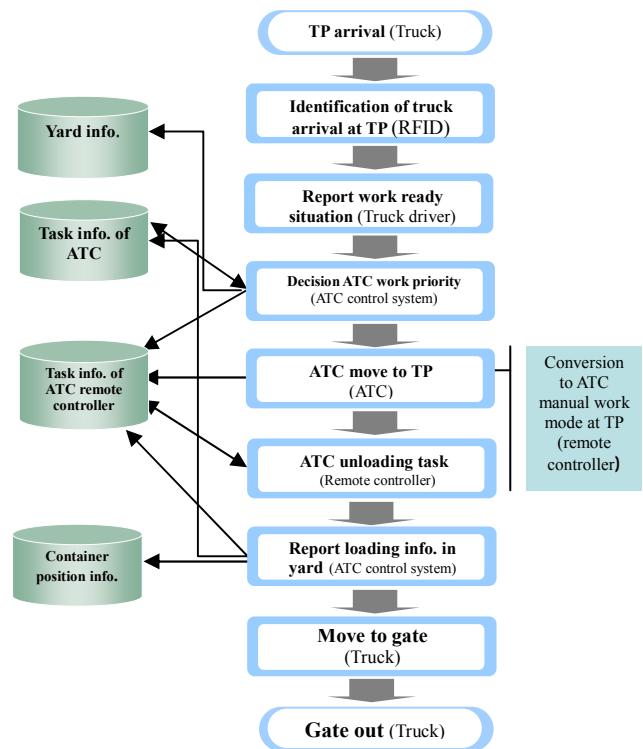 TP arrival (Truck)
Identification of truck
arrival at TP (RFID)
Yard info.
Report work ready
situation (Truck driver)
Task info. of
ATC
Decision ATC work priority
(ATC control system)
Task info. of
ATC remote
controller
ATC move to TP
(ATC)
Conversion
to ATC
manual work
mode at TP
(remote
controller)
ATC unloading task
(Remote controller)
Container
position info.
Report loading info. in
yard (ATC control system)
Move to gate
(Truck)
Gate out (Truck)